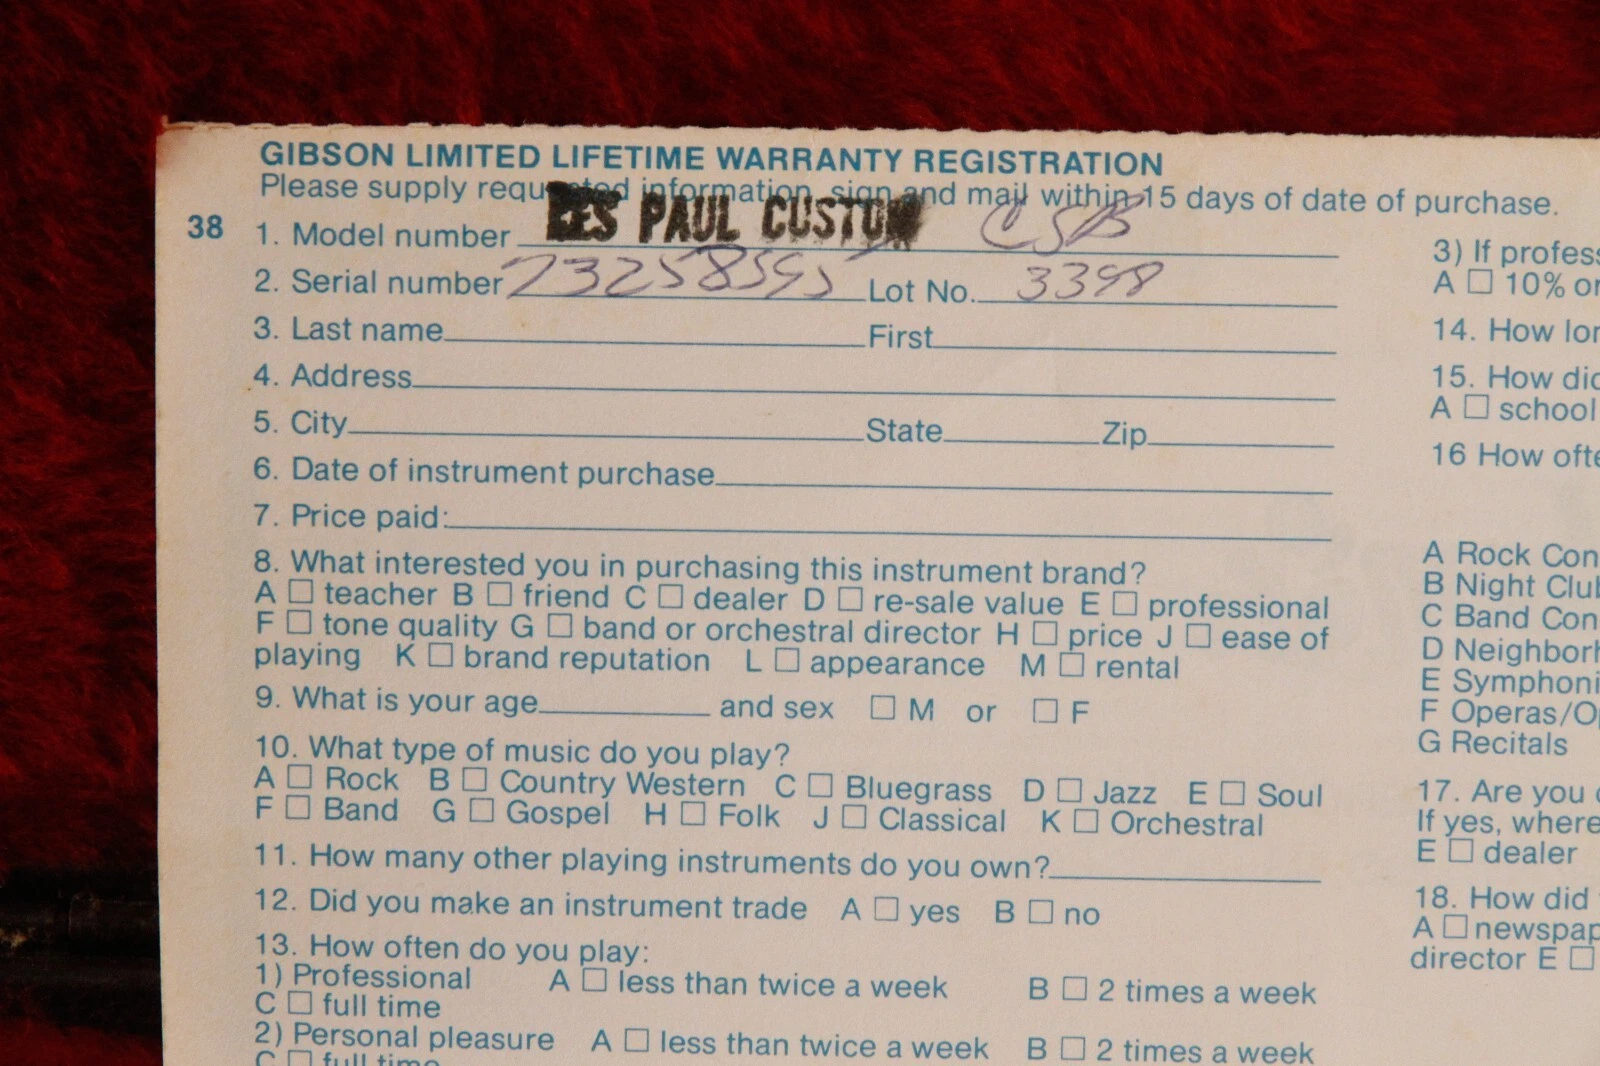 GIBSON LIMITED LIFETIME WARRANTY REGISTRATION
Please supply requested information, sign and mail within 15 days of date of purchase.
38
1. Model number LES PAUL CUSTOM CSB
2. Serial number 73258595 Lot No. 3398
3. Last name First
4. Address
5. City State Zip
6. Date of instrument purchase
7. Price paid:
8. What interested you in purchasing this instrument brand?
A □ teacher B □ friend C □ dealer D □ re-sale value E □ professional
F □ tone quality G □ band or orchestral director H □ price J □ ease of
playing K □ brand reputation L □ appearance M □ rental
9. What is your age and sex □ M or □ F
10. What type of music do you play?
A □ Rock B □ Country Western C □ Bluegrass D □ Jazz E □ Soul
F □ Band G □ Gospel H □ Folk J □ Classical K □ Orchestral
11. How many other playing instruments do you own?
12. Did you make an instrument trade A □ yes B □ no
13. How often do you play:
1) Professional A □ less than twice a week B □ 2 times a week
C □ full time
2) Personal pleasure A □ less than twice a week B □ 2 times a week
C □ full time
3) If profess
A □ 10% or
14. How lon
15. How did
A □ school
16 How ofte
A Rock Con
B Night Club
C Band Con
D Neighborh
E Symphoni
F Operas/Op
G Recitals
17. Are you
If yes, where
E □ dealer
18. How did
A □ newspap
director E □